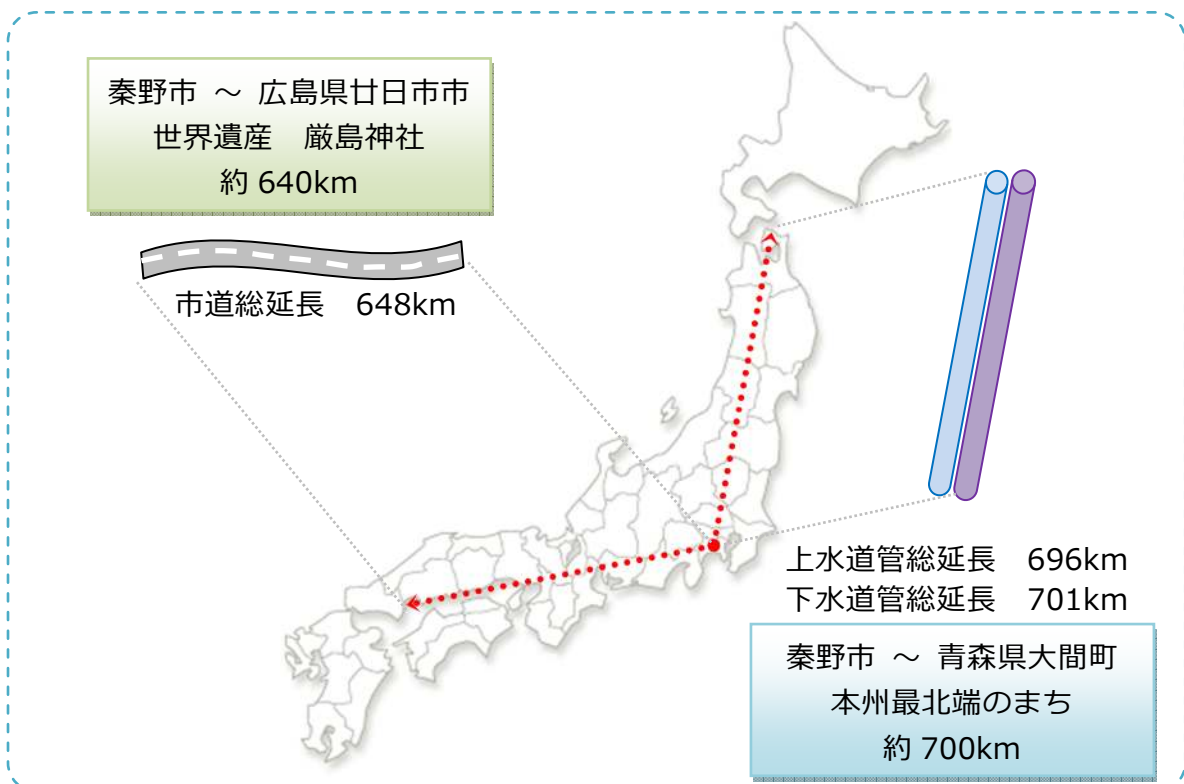 秦野市 ～ 広島県廿日市市
世界遺産　厳島神社
約 640km
市道総延長　648km
上水道管総延長　696km
下水道管総延長　701km
秦野市 ～ 青森県大間町
本州最北端のまち
約 700km